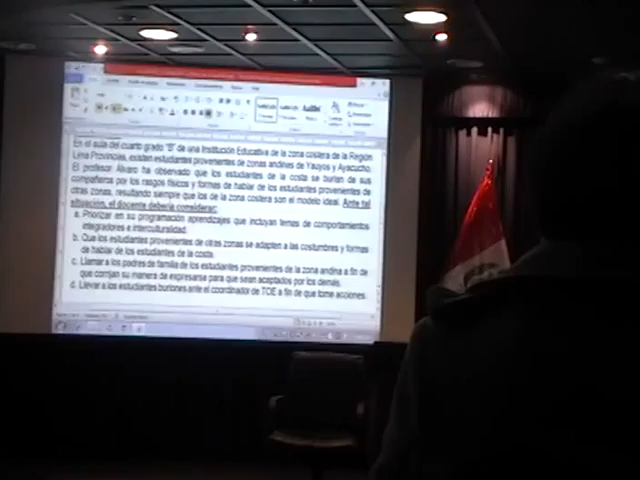 En el aula del cuarto grado "B" de una Institución Educativa de la zona costera de la Región
Lima Provincias, existen estudiantes provenientes de zonas andinas de Yauyos y Ayacucho.
El profesor Álvaro ha observado que los estudiantes de la costa se burlan de sus
compañeros por los rasgos físicos y formas de hablar de los estudiantes provenientes de
otras zonas, resultando siempre que los de la zona costera son el modelo ideal. Ante tal
situación, el docente debería considerar:
a. Priorizar en su programación aprendizajes que incluyan temas de comportamientos
integradores e interculturalidad.
b. Que los estudiantes provenientes de otras zonas se adapten a las costumbres y formas
de hablar de los estudiantes de la costa.
c. Llamar a los padres de familia de los estudiantes provenientes de la zona andina a fin de
que corrijan su manera de expresarse para que sean aceptados por los demás.
d. Llevar a los estudiantes burlones ante el coordinador de TOE a fin de que tome acciones.